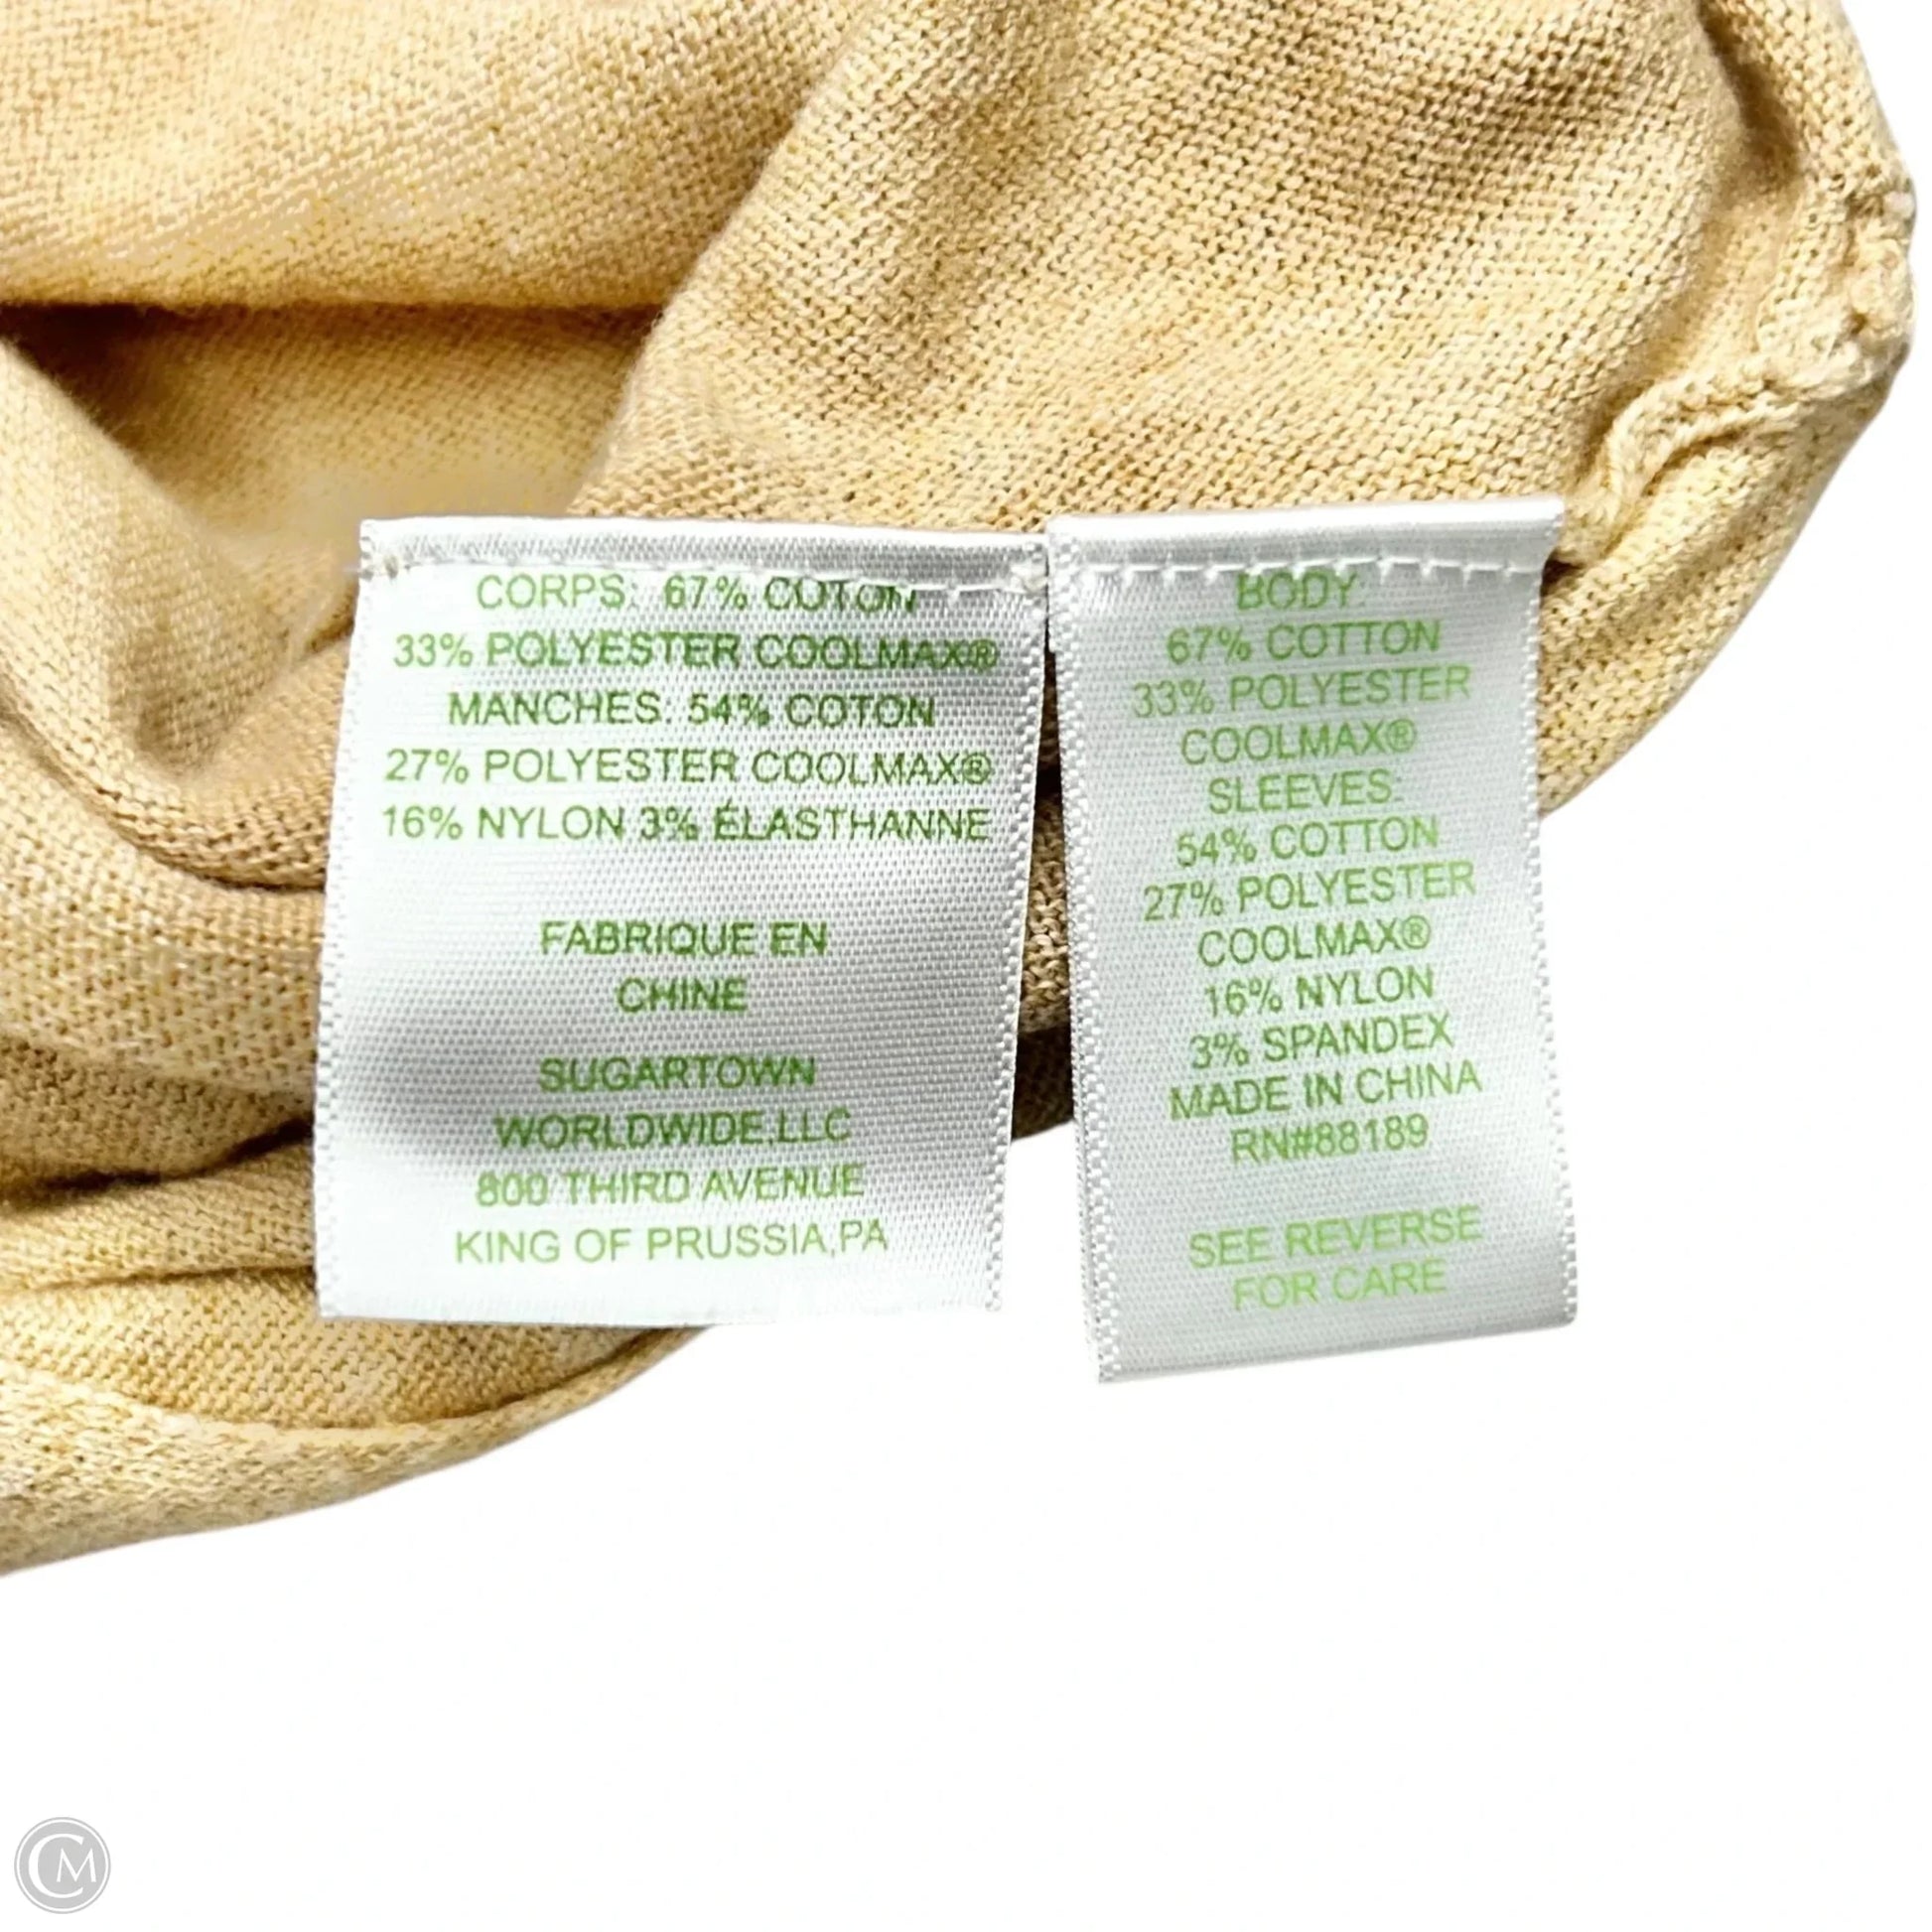 CORPS: 67% COTON
33% POLYESTER COOLMAX®
MANCHES: 54% COTON
27% POLYESTER COOLMAX®
16% NYLON 3% ÉLASTHANNE
FABRIQUE EN
CHINE
SUGARTOWN
WORLDWIDE,LLC
800 THIRD AVENUE
KING OF PRUSSIA,PA
BODY:
67% COTTON
33% POLYESTER
COOLMAX®
SLEEVES:
54% COTTON
27% POLYESTER
COOLMAX®
16% NYLON
3% SPANDEX
MADE IN CHINA
RN#88189
SEE REVERSE
FOR CARE
CM